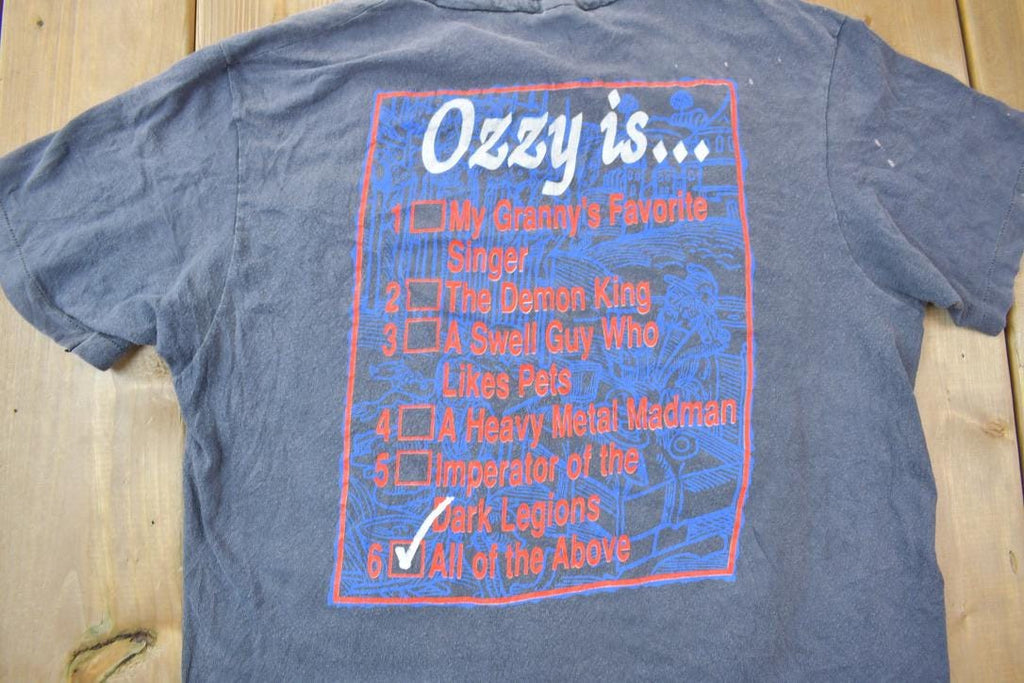 Ozzy is...
1 My Granny's Favorite
Singer
2 The Demon King
3 A Swell Guy Who
Likes Pets
4 A Heavy Metal Madman
5 Imperator of the
Dark Legions
6 ✓ All of the Above